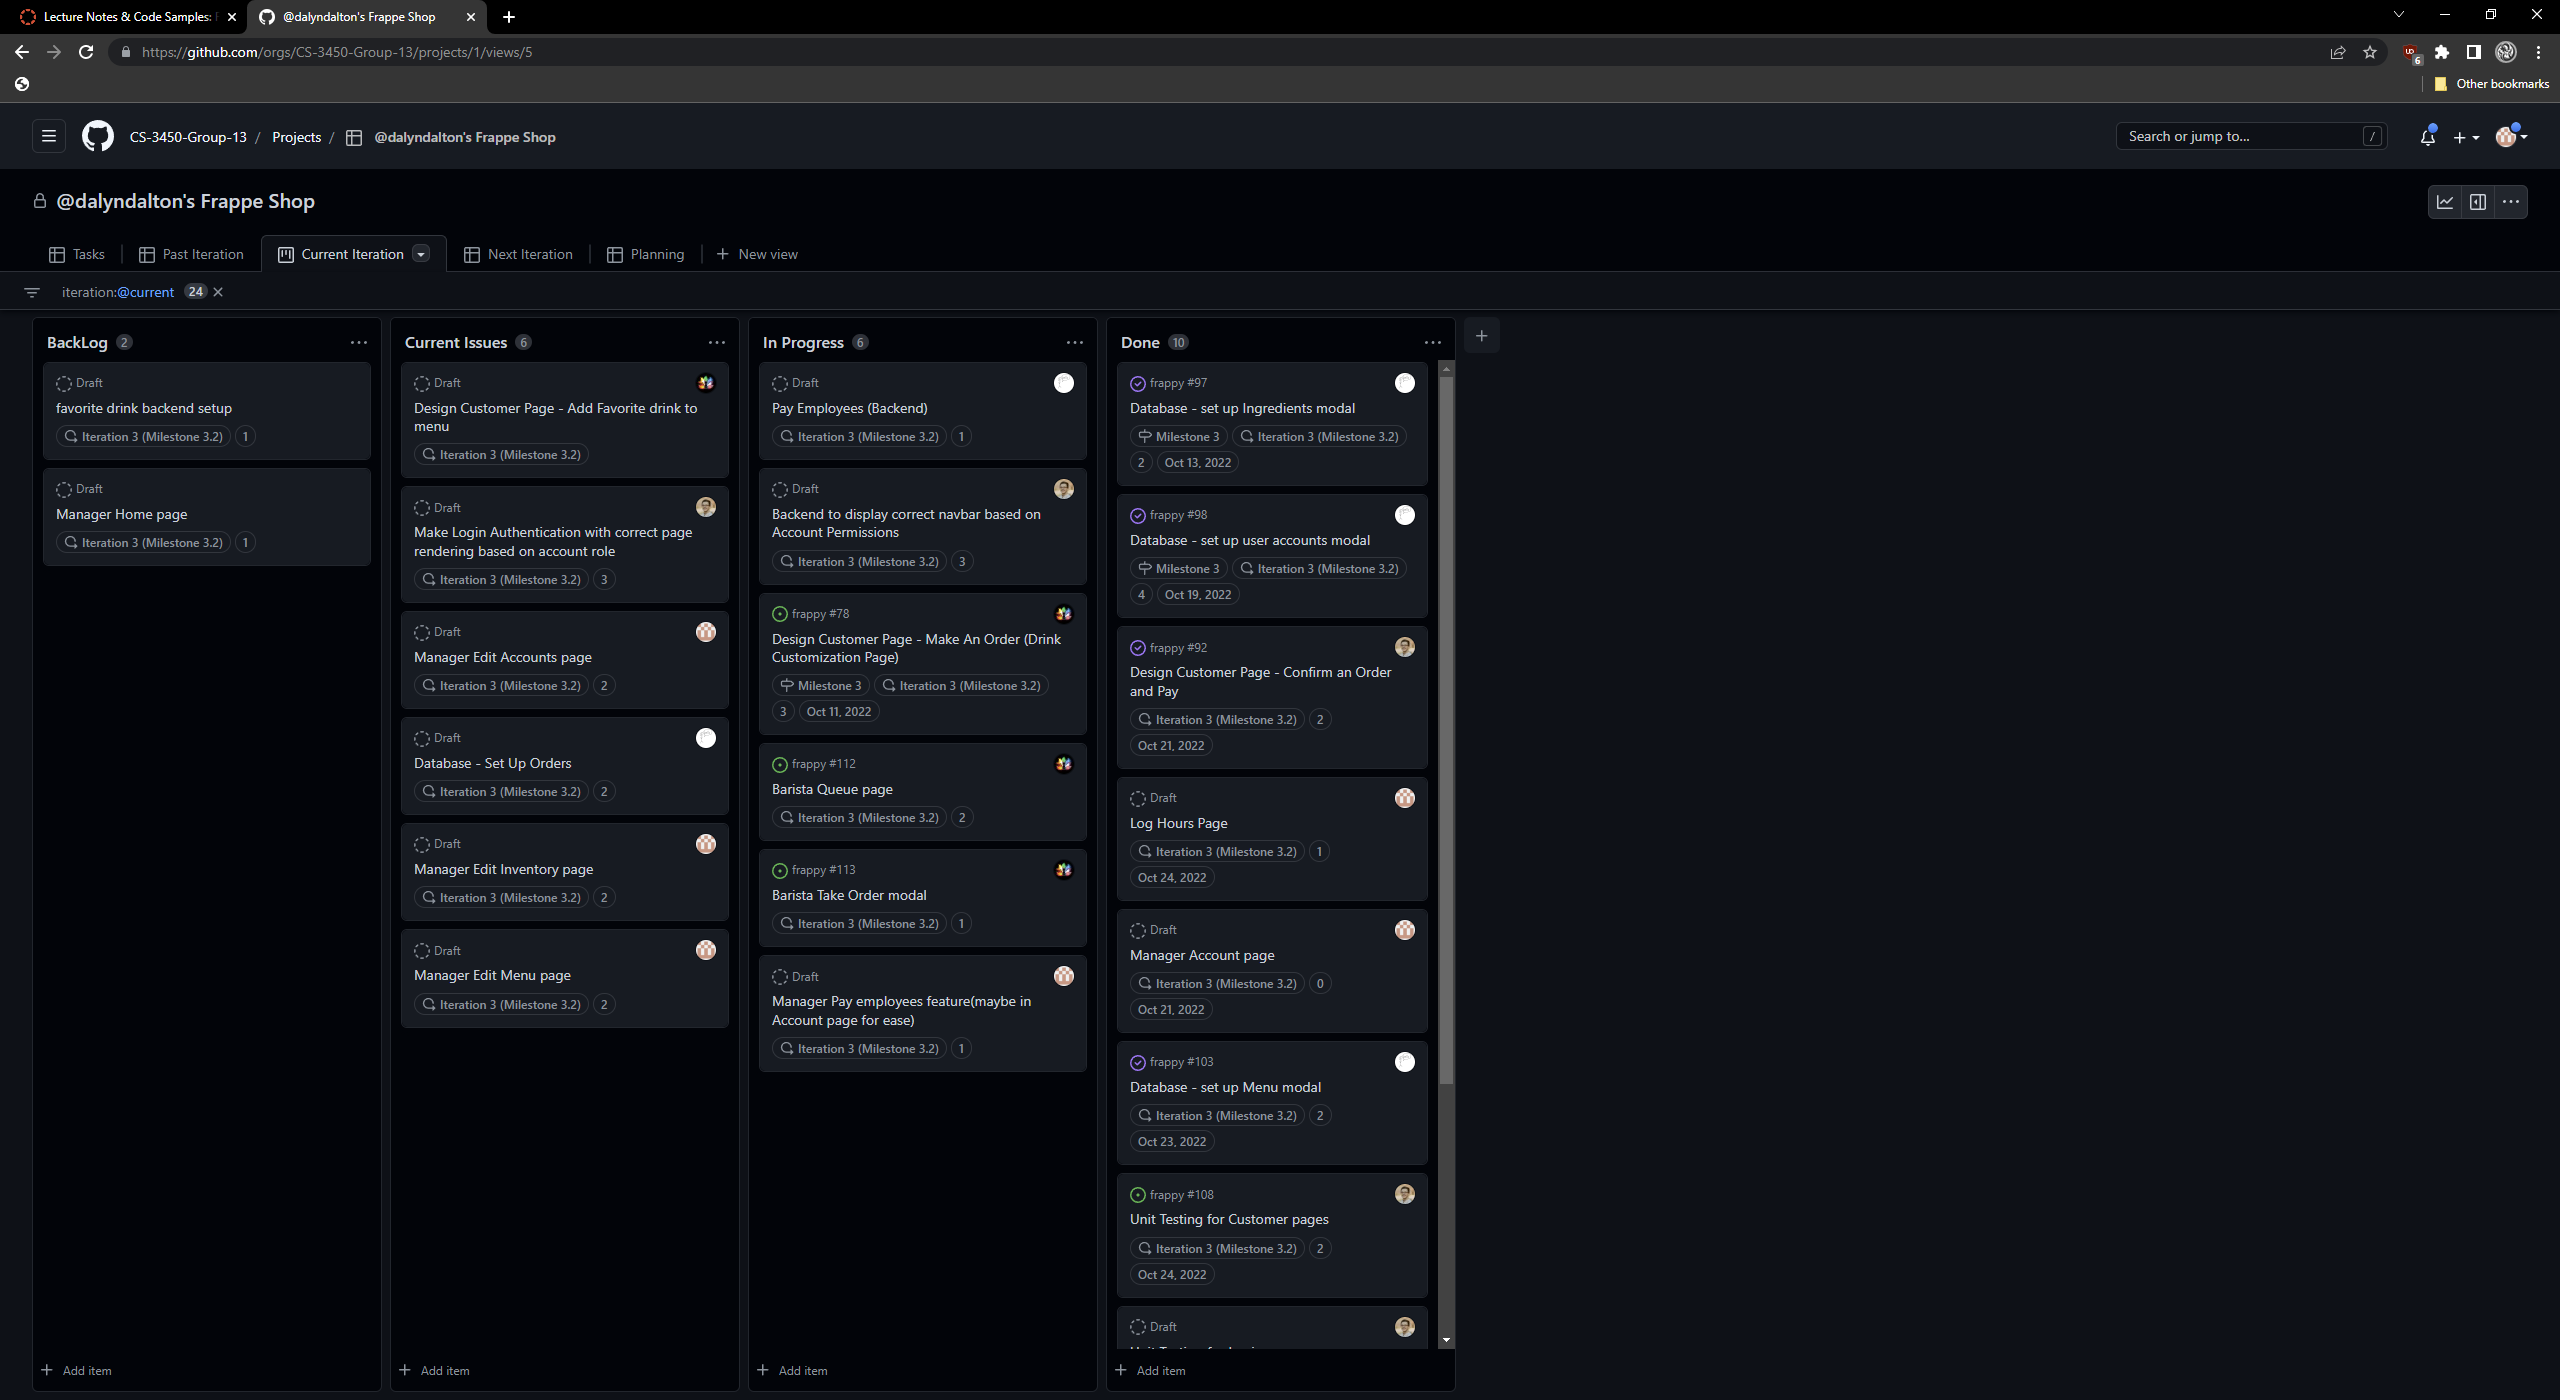 Lecture Notes & Code Samples:
@dalyndalton's Frappe Shop
https://github.com/orgs/CS-3450-Group-13/projects/1/views/5
6
Other bookmarks
CS-3450-Group-13 / Projects / @dalyndalton's Frappe Shop
Search or jump to... /
@dalyndalton's Frappe Shop
Tasks
Past Iteration
Current Iteration
Next Iteration
Planning
New view
iteration:@current 24
BackLog 2
Draft
favorite drink backend setup
Iteration 3 (Milestone 3.2) 1
Draft
Manager Home page
Iteration 3 (Milestone 3.2) 1
Add item
Current Issues 6
Draft
Design Customer Page - Add Favorite drink to
menu
Iteration 3 (Milestone 3.2)
Draft
Make Login Authentication with correct page
rendering based on account role
Iteration 3 (Milestone 3.2) 3
Draft
Manager Edit Accounts page
Iteration 3 (Milestone 3.2) 2
Draft
Database - Set Up Orders
Iteration 3 (Milestone 3.2) 2
Draft
Manager Edit Inventory page
Iteration 3 (Milestone 3.2) 2
Draft
Manager Edit Menu page
Iteration 3 (Milestone 3.2) 2
Add item
In Progress 6
Draft
Pay Employees (Backend)
Iteration 3 (Milestone 3.2) 1
Draft
Backend to display correct navbar based on
Account Permissions
Iteration 3 (Milestone 3.2) 3
frappy #78
Design Customer Page - Make An Order (Drink
Customization Page)
Milestone 3 Iteration 3 (Milestone 3.2)
3 Oct 11, 2022
frappy #112
Barista Queue page
Iteration 3 (Milestone 3.2) 2
frappy #113
Barista Take Order modal
Iteration 3 (Milestone 3.2) 1
Draft
Manager Pay employees feature(maybe in
Account page for ease)
Iteration 3 (Milestone 3.2) 1
Add item
Done 10
frappy #97
Database - set up Ingredients modal
Milestone 3 Iteration 3 (Milestone 3.2)
2 Oct 13, 2022
frappy #98
Database - set up user accounts modal
Milestone 3 Iteration 3 (Milestone 3.2)
4 Oct 19, 2022
frappy #92
Design Customer Page - Confirm an Order
and Pay
Iteration 3 (Milestone 3.2) 2
Oct 21, 2022
Draft
Log Hours Page
Iteration 3 (Milestone 3.2) 1
Oct 24, 2022
Draft
Manager Account page
Iteration 3 (Milestone 3.2) 0
Oct 21, 2022
frappy #103
Database - set up Menu modal
Iteration 3 (Milestone 3.2) 2
Oct 23, 2022
frappy #108
Unit Testing for Customer pages
Iteration 3 (Milestone 3.2) 2
Oct 24, 2022
Draft
Add item